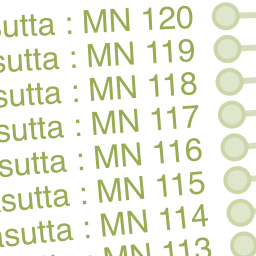 sutta : MN 120
sutta : MN 119
sutta : MN 118
sutta : MN 117
sutta : MN 116
sutta : MN 115
sutta : MN 114
MN 113